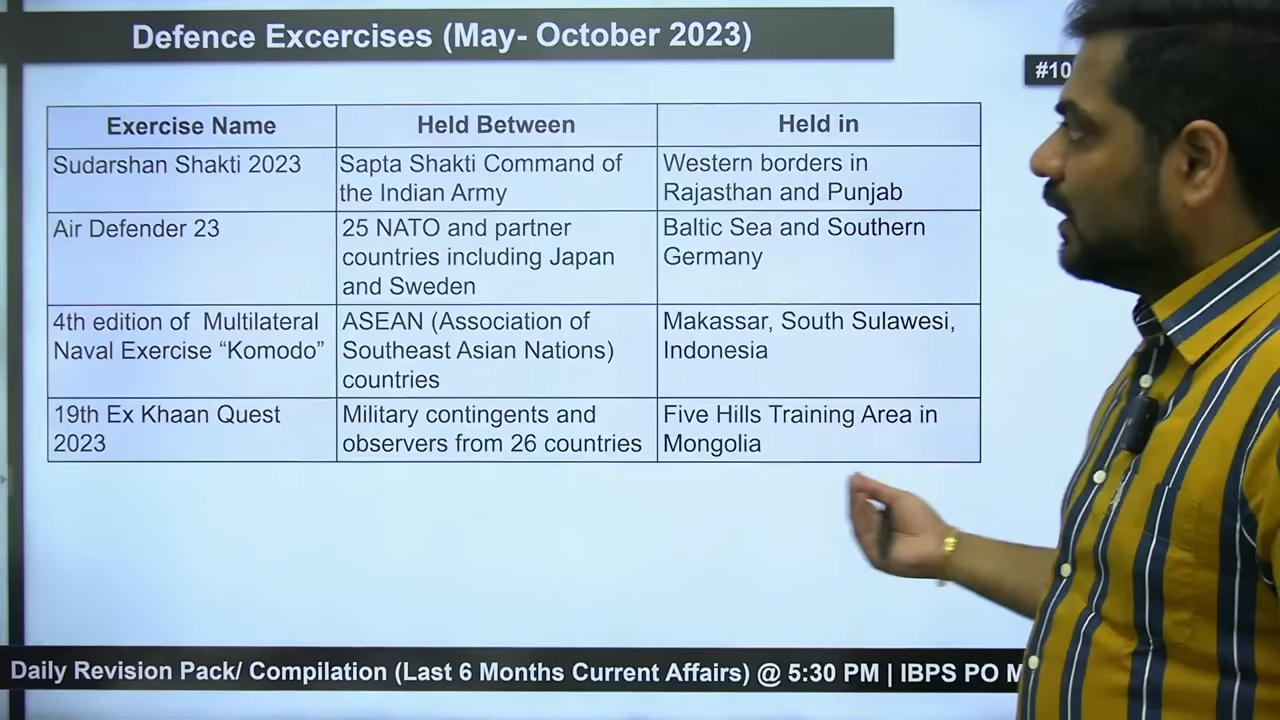 Defence Excercises (May- October 2023)
#10
Exercise Name
Held Between
Held in
Sudarshan Shakti 2023
Sapta Shakti Command of
the Indian Army
Western borders in
Rajasthan and Punjab
Air Defender 23
25 NATO and partner
countries including Japan
and Sweden
Baltic Sea and Southern
Germany
4th edition of Multilateral
Naval Exercise “Komodo”
ASEAN (Association of
Southeast Asian Nations)
countries
Makassar, South Sulawesi,
Indonesia
19th Ex Khaan Quest
2023
Military contingents and
observers from 26 countries
Five Hills Training Area in
Mongolia
Daily Revision Pack/ Compilation (Last 6 Months Current Affairs) @ 5:30 PM | IBPS PO M